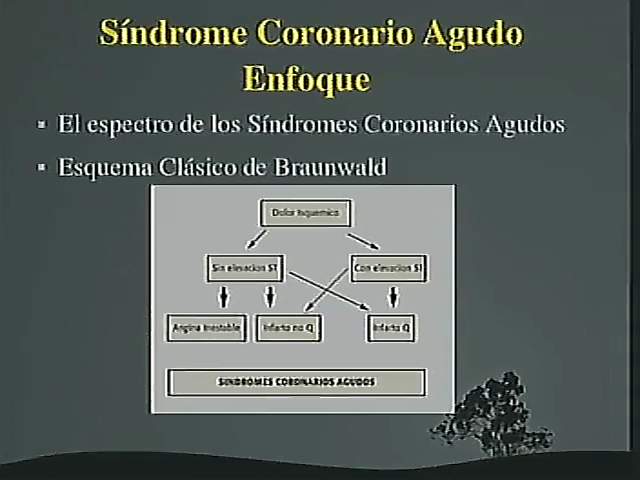 Síndrome Coronario Agudo
Enfoque
El espectro de los Síndromes Coronarios Agudos
Esquema Clásico de Braunwald
Dolor Isquemico
Sin elevacion ST
Con elevacion ST
Angina Inestable
Infarto no Q
Infarto Q
SINDROMES CORONARIOS AGUDOS